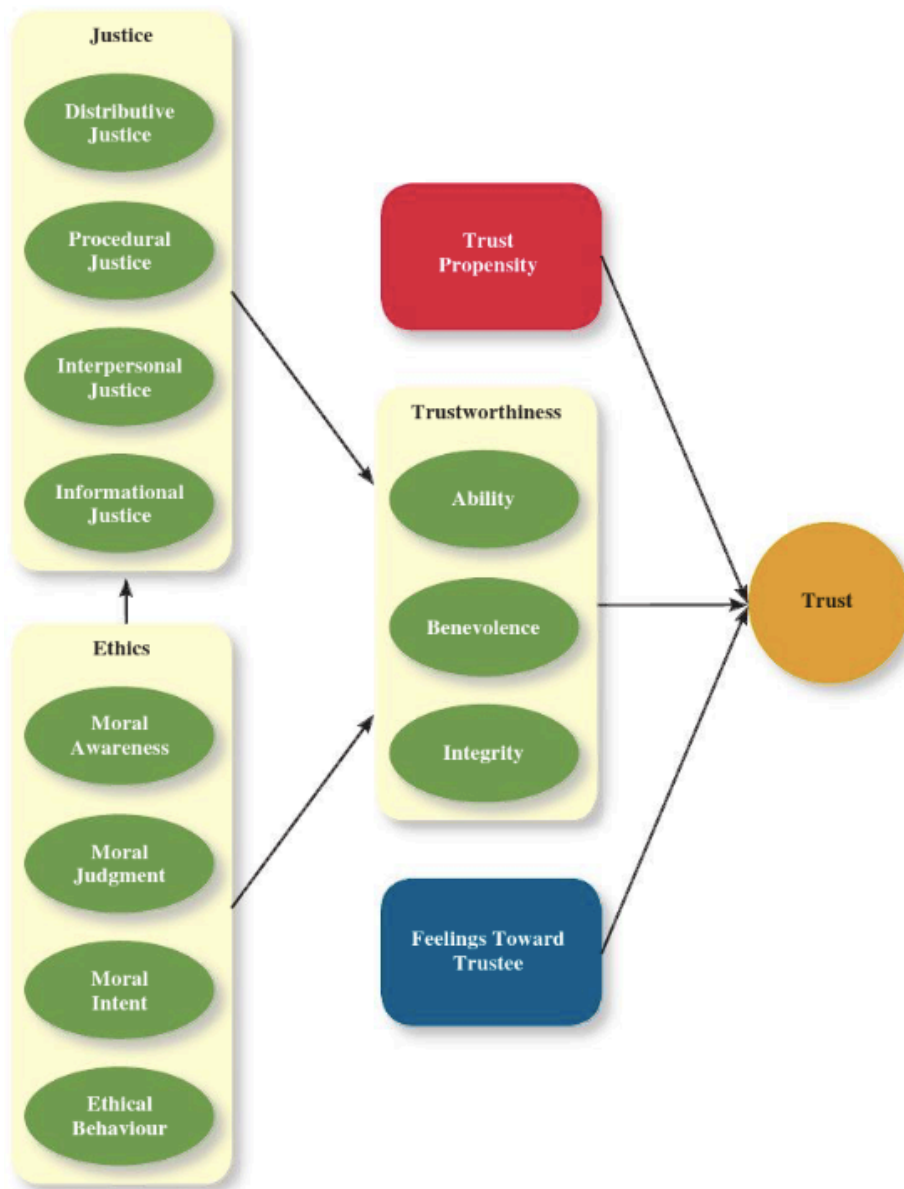 Justice
Distributive
Justice
Procedural
Justice
Interpersonal
Justice
Informational
Justice
Ethics
Moral
Awareness
Moral
Judgment
Moral
Intent
Ethical
Behaviour
Trust
Propensity
Trustworthiness
Ability
Benevolence
Integrity
Feelings Toward
Trustee
Trust